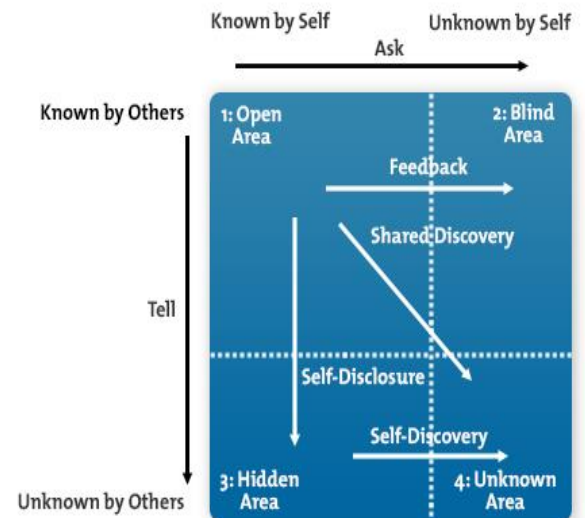 Known by Self
Unknown by Self
Ask
Known by Others
1: Open
Area
2: Blind
Area
Feedback
Shared Discovery
Tell
Self-Disclosure
Self-Discovery
3: Hidden
Area
4: Unknown
Area
Unknown by Others